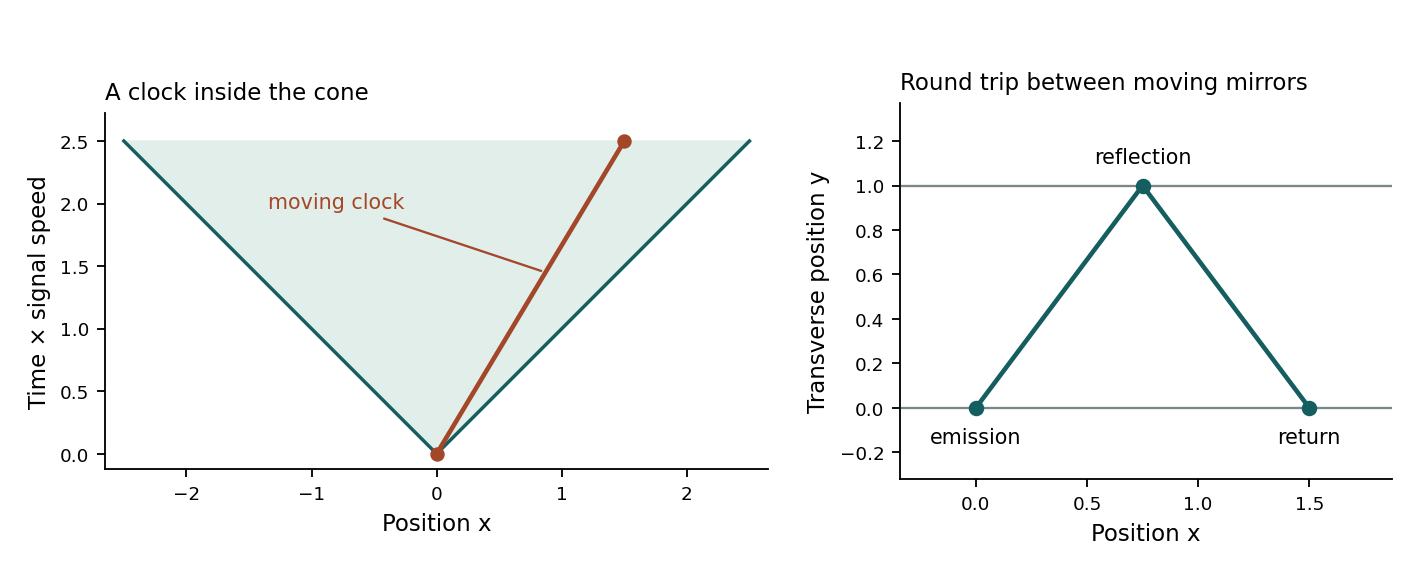 A clock inside the cone
Time × signal speed
2.5
2.0
1.5
1.0
0.5
0.0
moving clock
−2
−1
0
1
2
Position x
Round trip between moving mirrors
Transverse position y
1.2
1.0
0.8
0.6
0.4
0.2
0.0
−0.2
reflection
emission
return
0.0
0.5
1.0
1.5
Position x